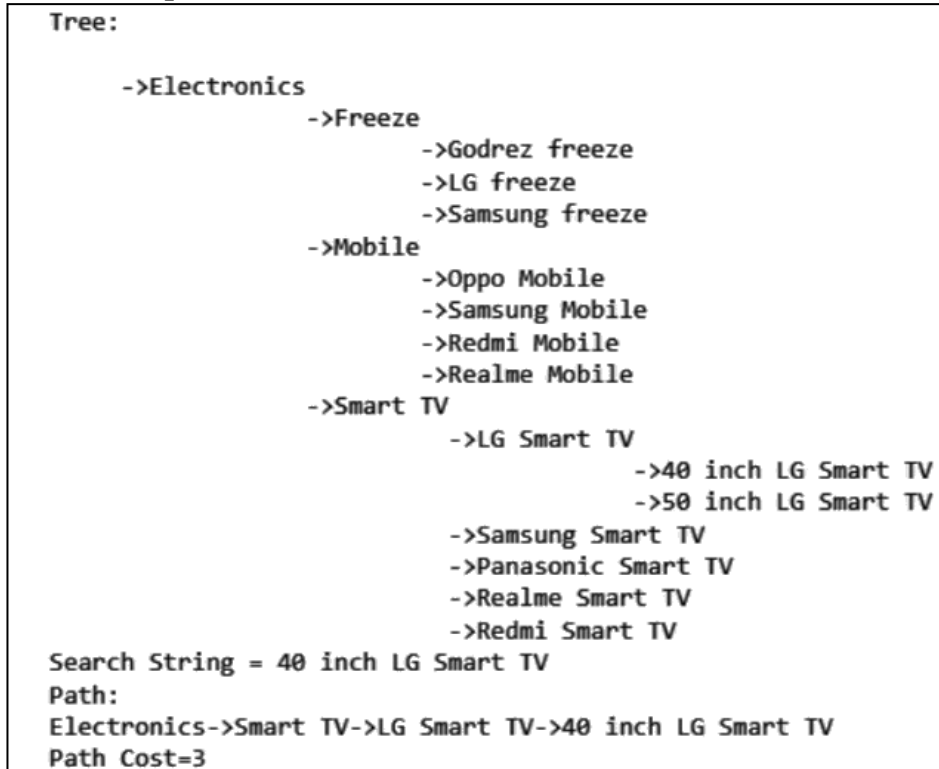 Tree:
->Electronics
->Freeze
->Godrez freeze
->LG freeze
->Samsung freeze
->Mobile
->Oppo Mobile
->Samsung Mobile
->Redmi Mobile
->Realme Mobile
->Smart TV
->LG Smart TV
->40 inch LG Smart TV
->50 inch LG Smart TV
->Samsung Smart TV
->Panasonic Smart TV
->Realme Smart TV
->Redmi Smart TV
Search String = 40 inch LG Smart TV
Path:
Electronics->Smart TV->LG Smart TV->40 inch LG Smart TV
Path Cost=3